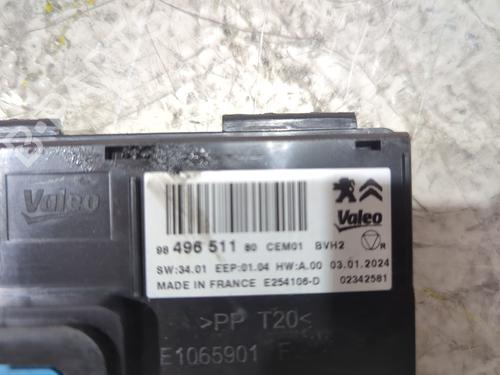 Valeo
Valeo
98 496 511 80 CEM01 BVH2 R
SW:34.01 EEP:01.04 HW:A.00 03.01.2024
MADE IN FRANCE E254106-D 02342581
>PP T20<
E1065901 F